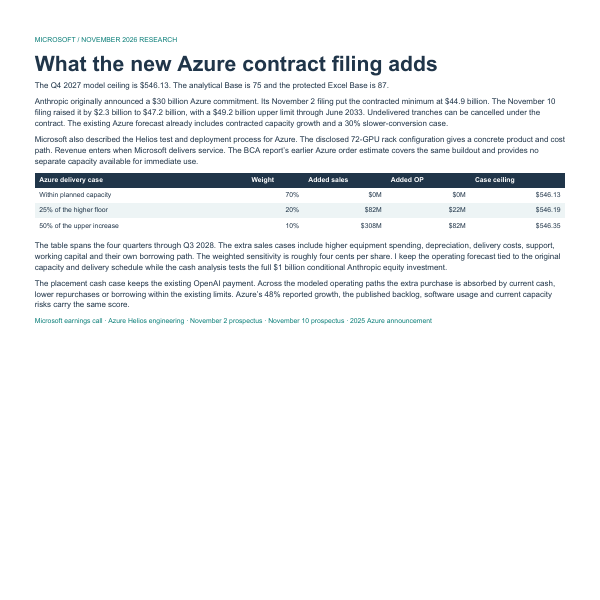 MICROSOFT / NOVEMBER 2026 RESEARCH
What the new Azure contract filing adds
The Q4 2027 model ceiling is $546.13. The analytical Base is 75 and the protected Excel Base is 87.
Anthropic originally announced a $30 billion Azure commitment. Its November 2 filing put the contracted minimum at $44.9 billion. The November 10
filing raised it by $2.3 billion to $47.2 billion, with a $49.2 billion upper limit through June 2033. Undelivered tranches can be cancelled under the
contract. The existing Azure forecast already includes contracted capacity growth and a 30% slower-conversion case.
Microsoft also described the Helios test and deployment process for Azure. The disclosed 72-GPU rack configuration gives a concrete product and cost
path. Revenue enters when Microsoft delivers service. The BCA report's earlier Azure order estimate covers the same buildout and provides no
separate capacity available for immediate use.
Azure delivery case Weight Added sales Added OP Case ceiling
Within planned capacity 70% $0M $0M $546.13
25% of the higher floor 20% $82M $22M $546.19
50% of the upper increase 10% $308M $82M $546.35
The table spans the four quarters through Q3 2028. The extra sales cases include higher equipment spending, depreciation, delivery costs, support,
working capital and their own borrowing path. The weighted sensitivity is roughly four cents per share. I keep the operating forecast tied to the original
capacity and delivery schedule while the cash analysis tests the full $1 billion conditional Anthropic equity investment.
The placement cash case keeps the existing OpenAI payment. Across the modeled operating paths the extra purchase is absorbed by current cash,
lower repurchases or borrowing within the existing limits. Azure's 48% reported growth, the published backlog, software usage and current capacity
risks carry the same score.
Microsoft earnings call · Azure Helios engineering · November 2 prospectus · November 10 prospectus · 2025 Azure announcement